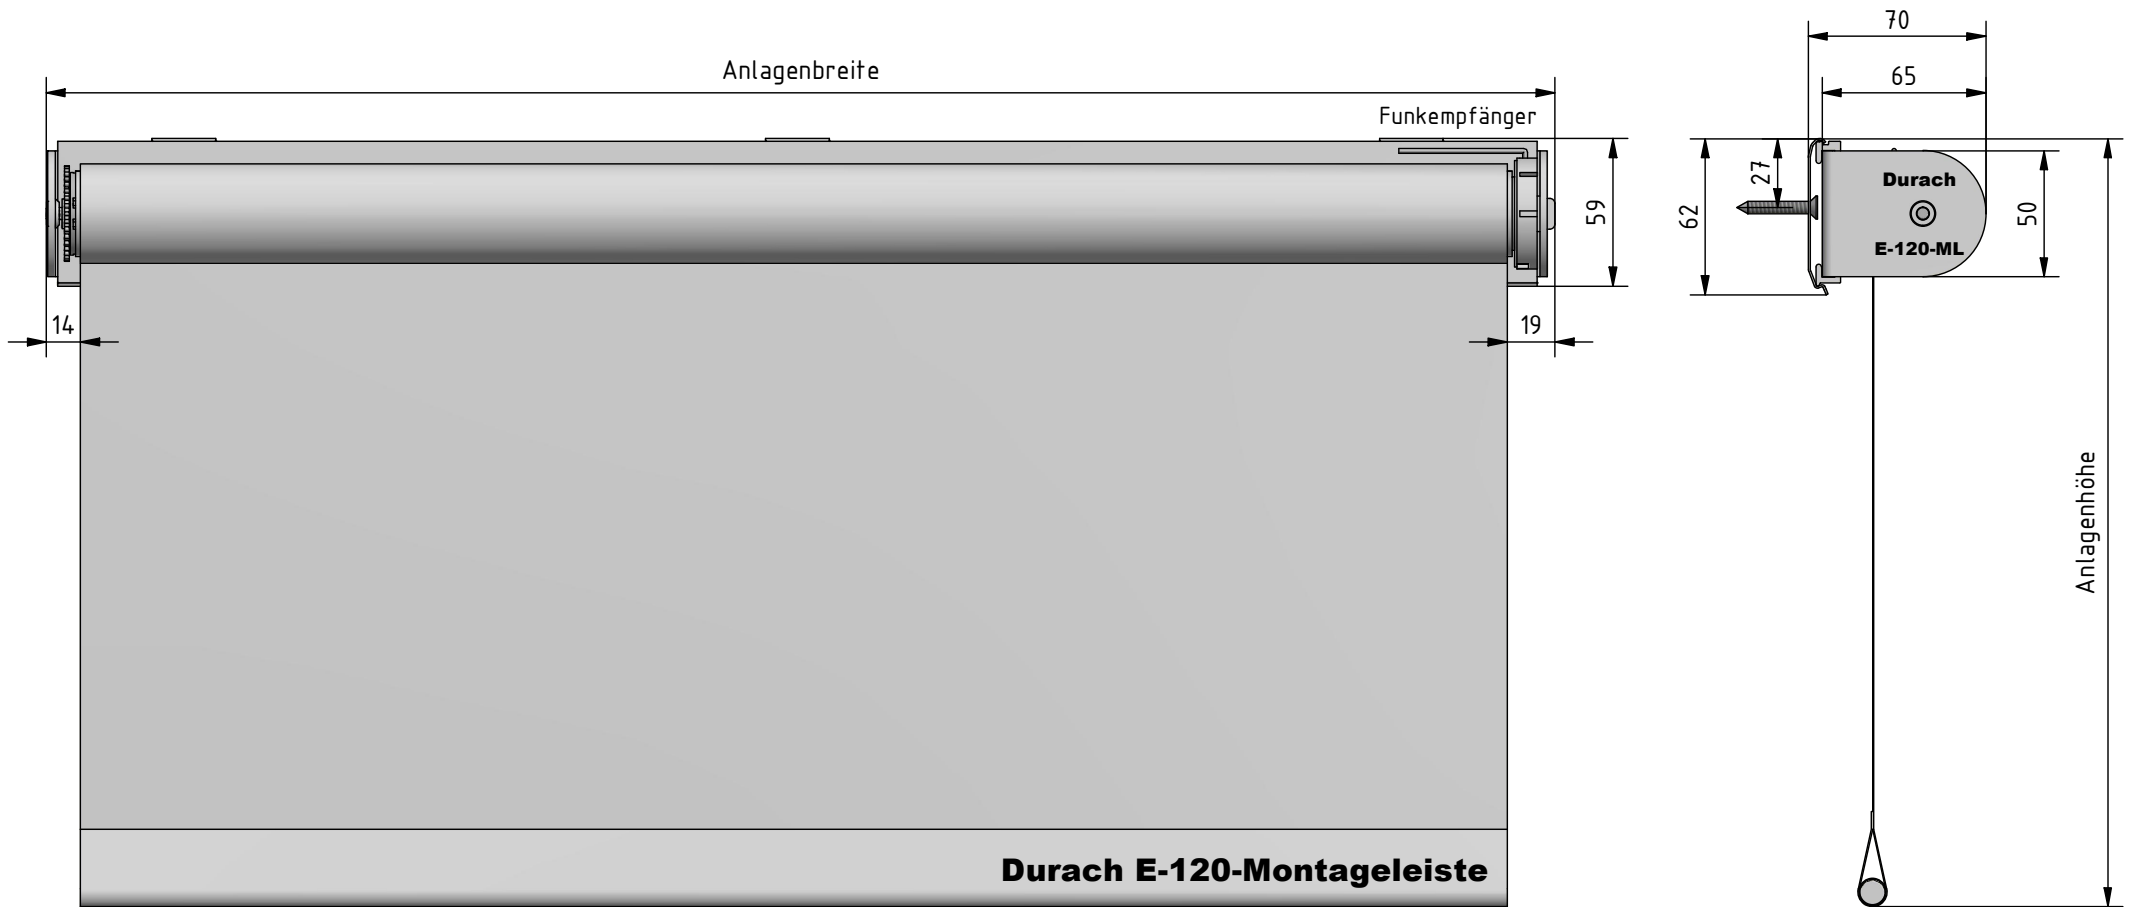 70
Anlagenbreite
65
Funkempfänger
27
Durach
59
62
50
E-120-ML
14
19
Anlagenhöhe
Durach E-120-Montageleiste